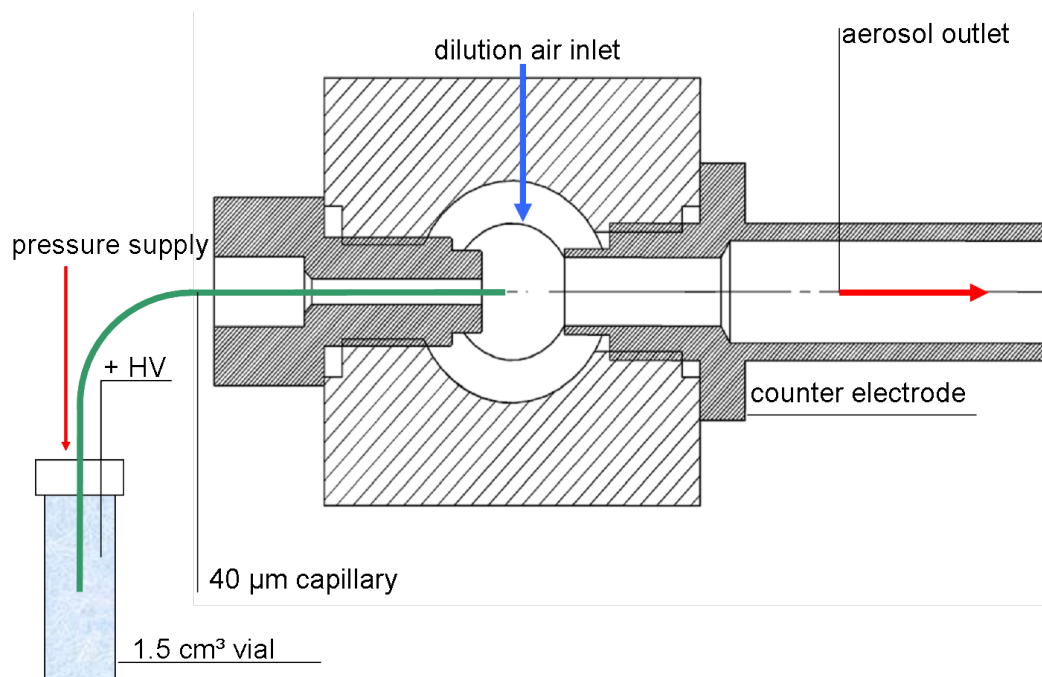 aerosol outlet
dilution air inlet
pressure supply
+ HV
counter electrode
40 µm capillary
1.5 cm³ vial